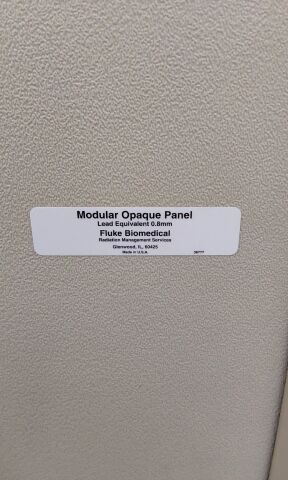 Modular Opaque Panel
Lead Equivalent 0.8mm
Fluke Biomedical
Radiation Management Services
Glenwood, IL, 60425
Made in U.S.A.